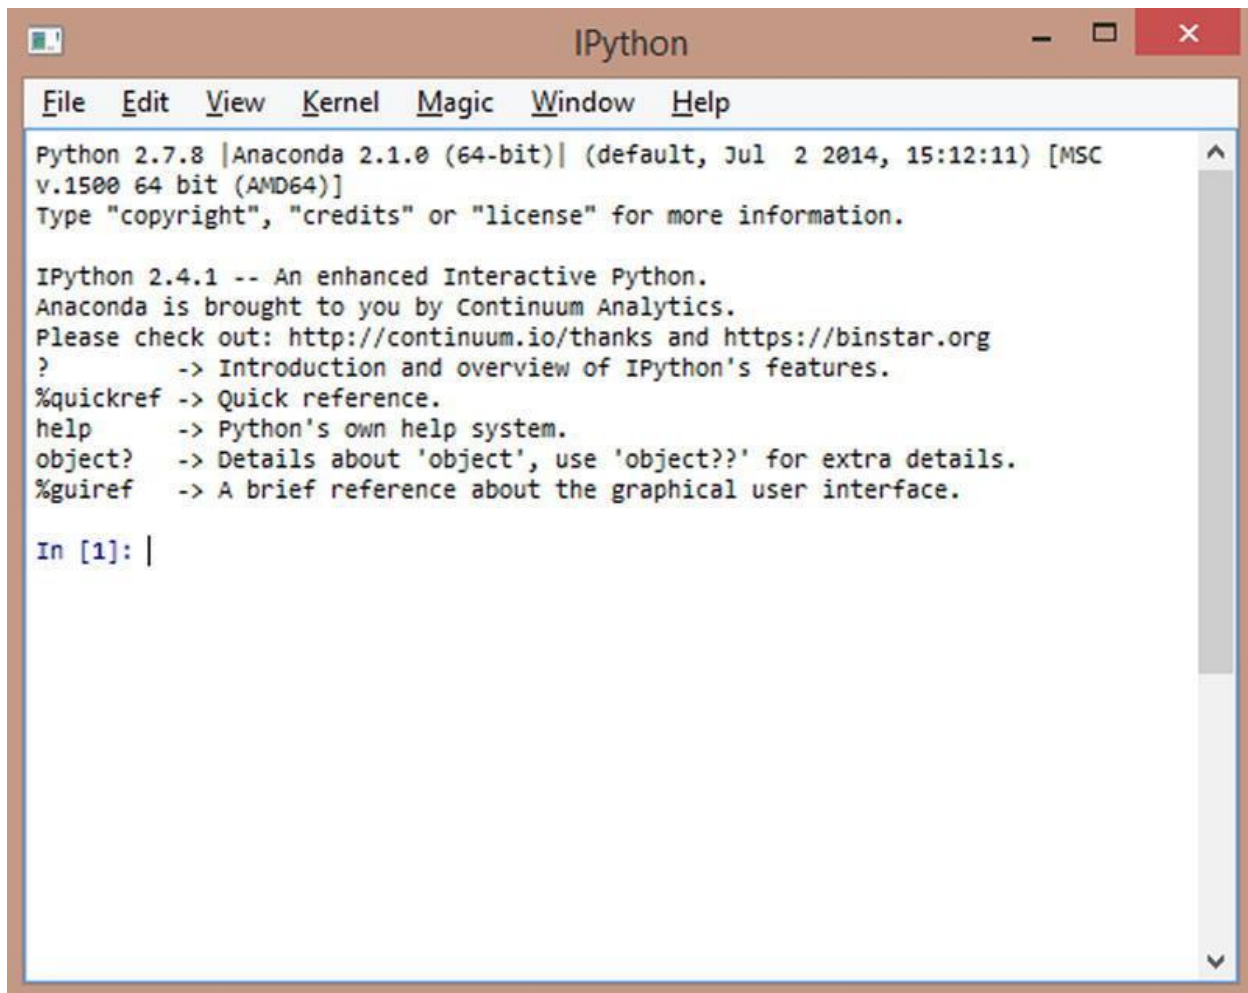 IPython
File Edit View Kernel Magic Window Help
Python 2.7.8 |Anaconda 2.1.0 (64-bit)| (default, Jul  2 2014, 15:12:11) [MSC
v.1500 64 bit (AMD64)]
Type "copyright", "credits" or "license" for more information.
IPython 2.4.1 -- An enhanced Interactive Python.
Anaconda is brought to you by Continuum Analytics.
Please check out: http://continuum.io/thanks and https://binstar.org
?         -> Introduction and overview of IPython's features.
%quickref -> Quick reference.
help      -> Python's own help system.
object?   -> Details about 'object', use 'object??' for extra details.
%guiref   -> A brief reference about the graphical user interface.
In [1]: